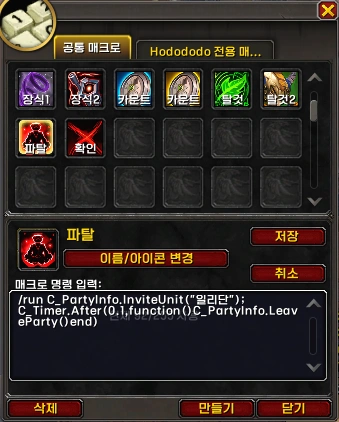 공통 매크로
Hodododo 전용 매...
장식1
장식2
카운트
카운트
탈것
탈것2
파탈
확인
파탈
저장
이름/아이콘 변경
취소
매크로 명령 입력:
/run C_PartyInfo.InviteUnit("밀리단");
C_Timer.After(0.1,function()C_PartyInfo.Leav
eParty()end)
삭제
만들기
닫기